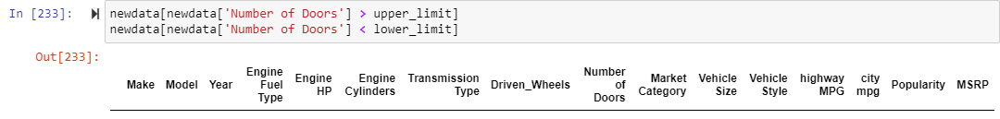 In [233]: newdata[newdata['Number of Doors'] > upper_limit]
newdata[newdata['Number of Doors'] < lower_limit]
Out[233]:
Make Model Year Engine Fuel Type Engine HP Engine Cylinders Transmission Type Driven_Wheels Number of Doors Market Category Vehicle Size Vehicle Style highway MPG city mpg Popularity MSRP